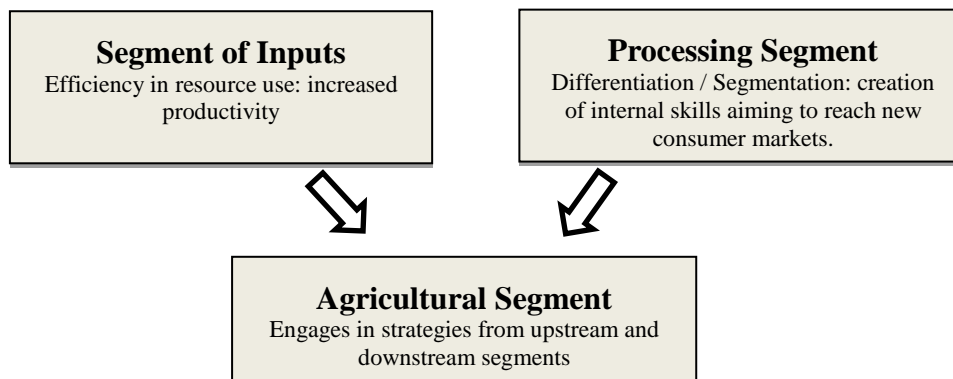 Segment of Inputs
Efficiency in resource use: increased
productivity
Processing Segment
Differentiation / Segmentation: creation
of internal skills aiming to reach new
consumer markets.
Agricultural Segment
Engages in strategies from upstream and
downstream segments